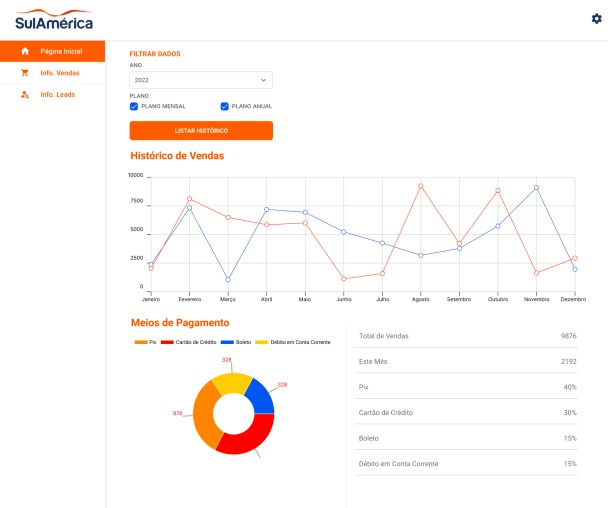 SulAmérica
Página Inicial
Info. Vendas
Info. Leads
FILTRAR DADOS
ANO
2022
PLANO
PLANO MENSAL PLANO ANUAL
LISTAR HISTÓRICO
Histórico de Vendas
10000
7500
5000
2500
0
Janeiro Fevereiro Março Abril Maio Junho Julho Agosto Setembro Outubro Novembro Dezembro
Meios de Pagamento
Pix Cartão de Crédito Boleto Débito em Conta Corrente
328
328
876
Total de Vendas 9876
Este Mês 2192
Pix 40%
Cartão de Crédito 30%
Boleto 15%
Débito em Conta Corrente 15%